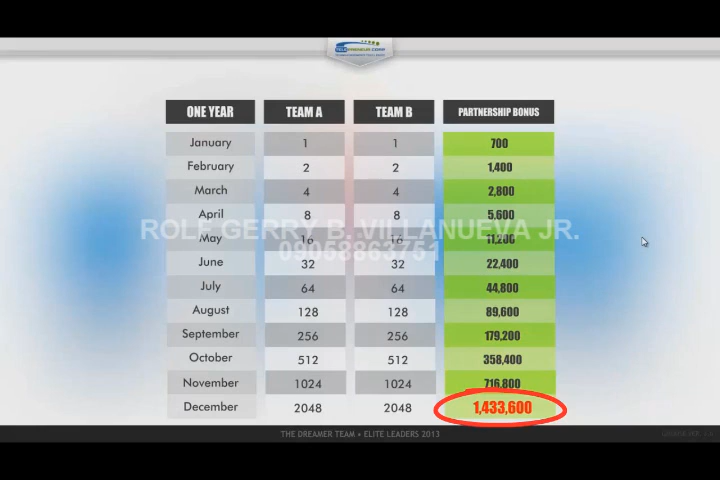 ONE YEAR TEAM A TEAM B PARTNERSHIP BONUS
January 1 1 700
February 2 2 1,400
March 4 4 2,800
April 8 8 5,600
ROLF GERRY B. VILLANUEVA JR.
May 16 16 11,200
09058863751
June 32 32 22,400
July 64 64 44,800
August 128 128 89,600
September 256 256 179,200
October 512 512 358,400
November 1024 1024 716,800
December 2048 2048 1,433,600
THE DREAMER TEAM • ELITE LEADERS 2013